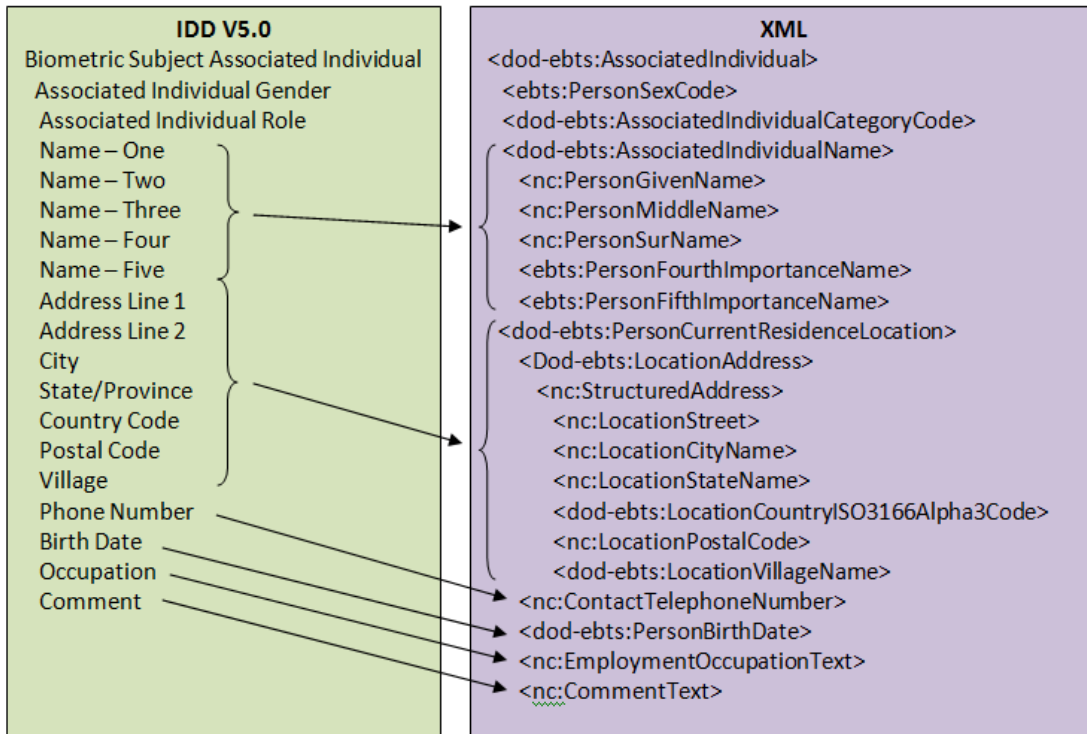 IDD V5.0
Biometric Subject Associated Individual
Associated Individual Gender
Associated Individual Role
Name – One
Name – Two
Name – Three
Name – Four
Name – Five
Address Line 1
Address Line 2
City
State/Province
Country Code
Postal Code
Village
Phone Number
Birth Date
Occupation
Comment
XML
<dod-ebts:AssociatedIndividual>
<ebts:PersonSexCode>
<dod-ebts:AssociatedIndividualCategoryCode>
<dod-ebts:AssociatedIndividualName>
<nc:PersonGivenName>
<nc:PersonMiddleName>
<nc:PersonSurName>
<ebts:PersonFourthImportanceName>
<ebts:PersonFifthImportanceName>
<dod-ebts:PersonCurrentResidenceLocation>
<Dod-ebts:LocationAddress>
<nc:StructuredAddress>
<nc:LocationStreet>
<nc:LocationCityName>
<nc:LocationStateName>
<dod-ebts:LocationCountryISO3166Alpha3Code>
<nc:LocationPostalCode>
<dod-ebts:LocationVillageName>
<nc:ContactTelephoneNumber>
<dod-ebts:PersonBirthDate>
<nc:EmploymentOccupationText>
<nc:CommentText>